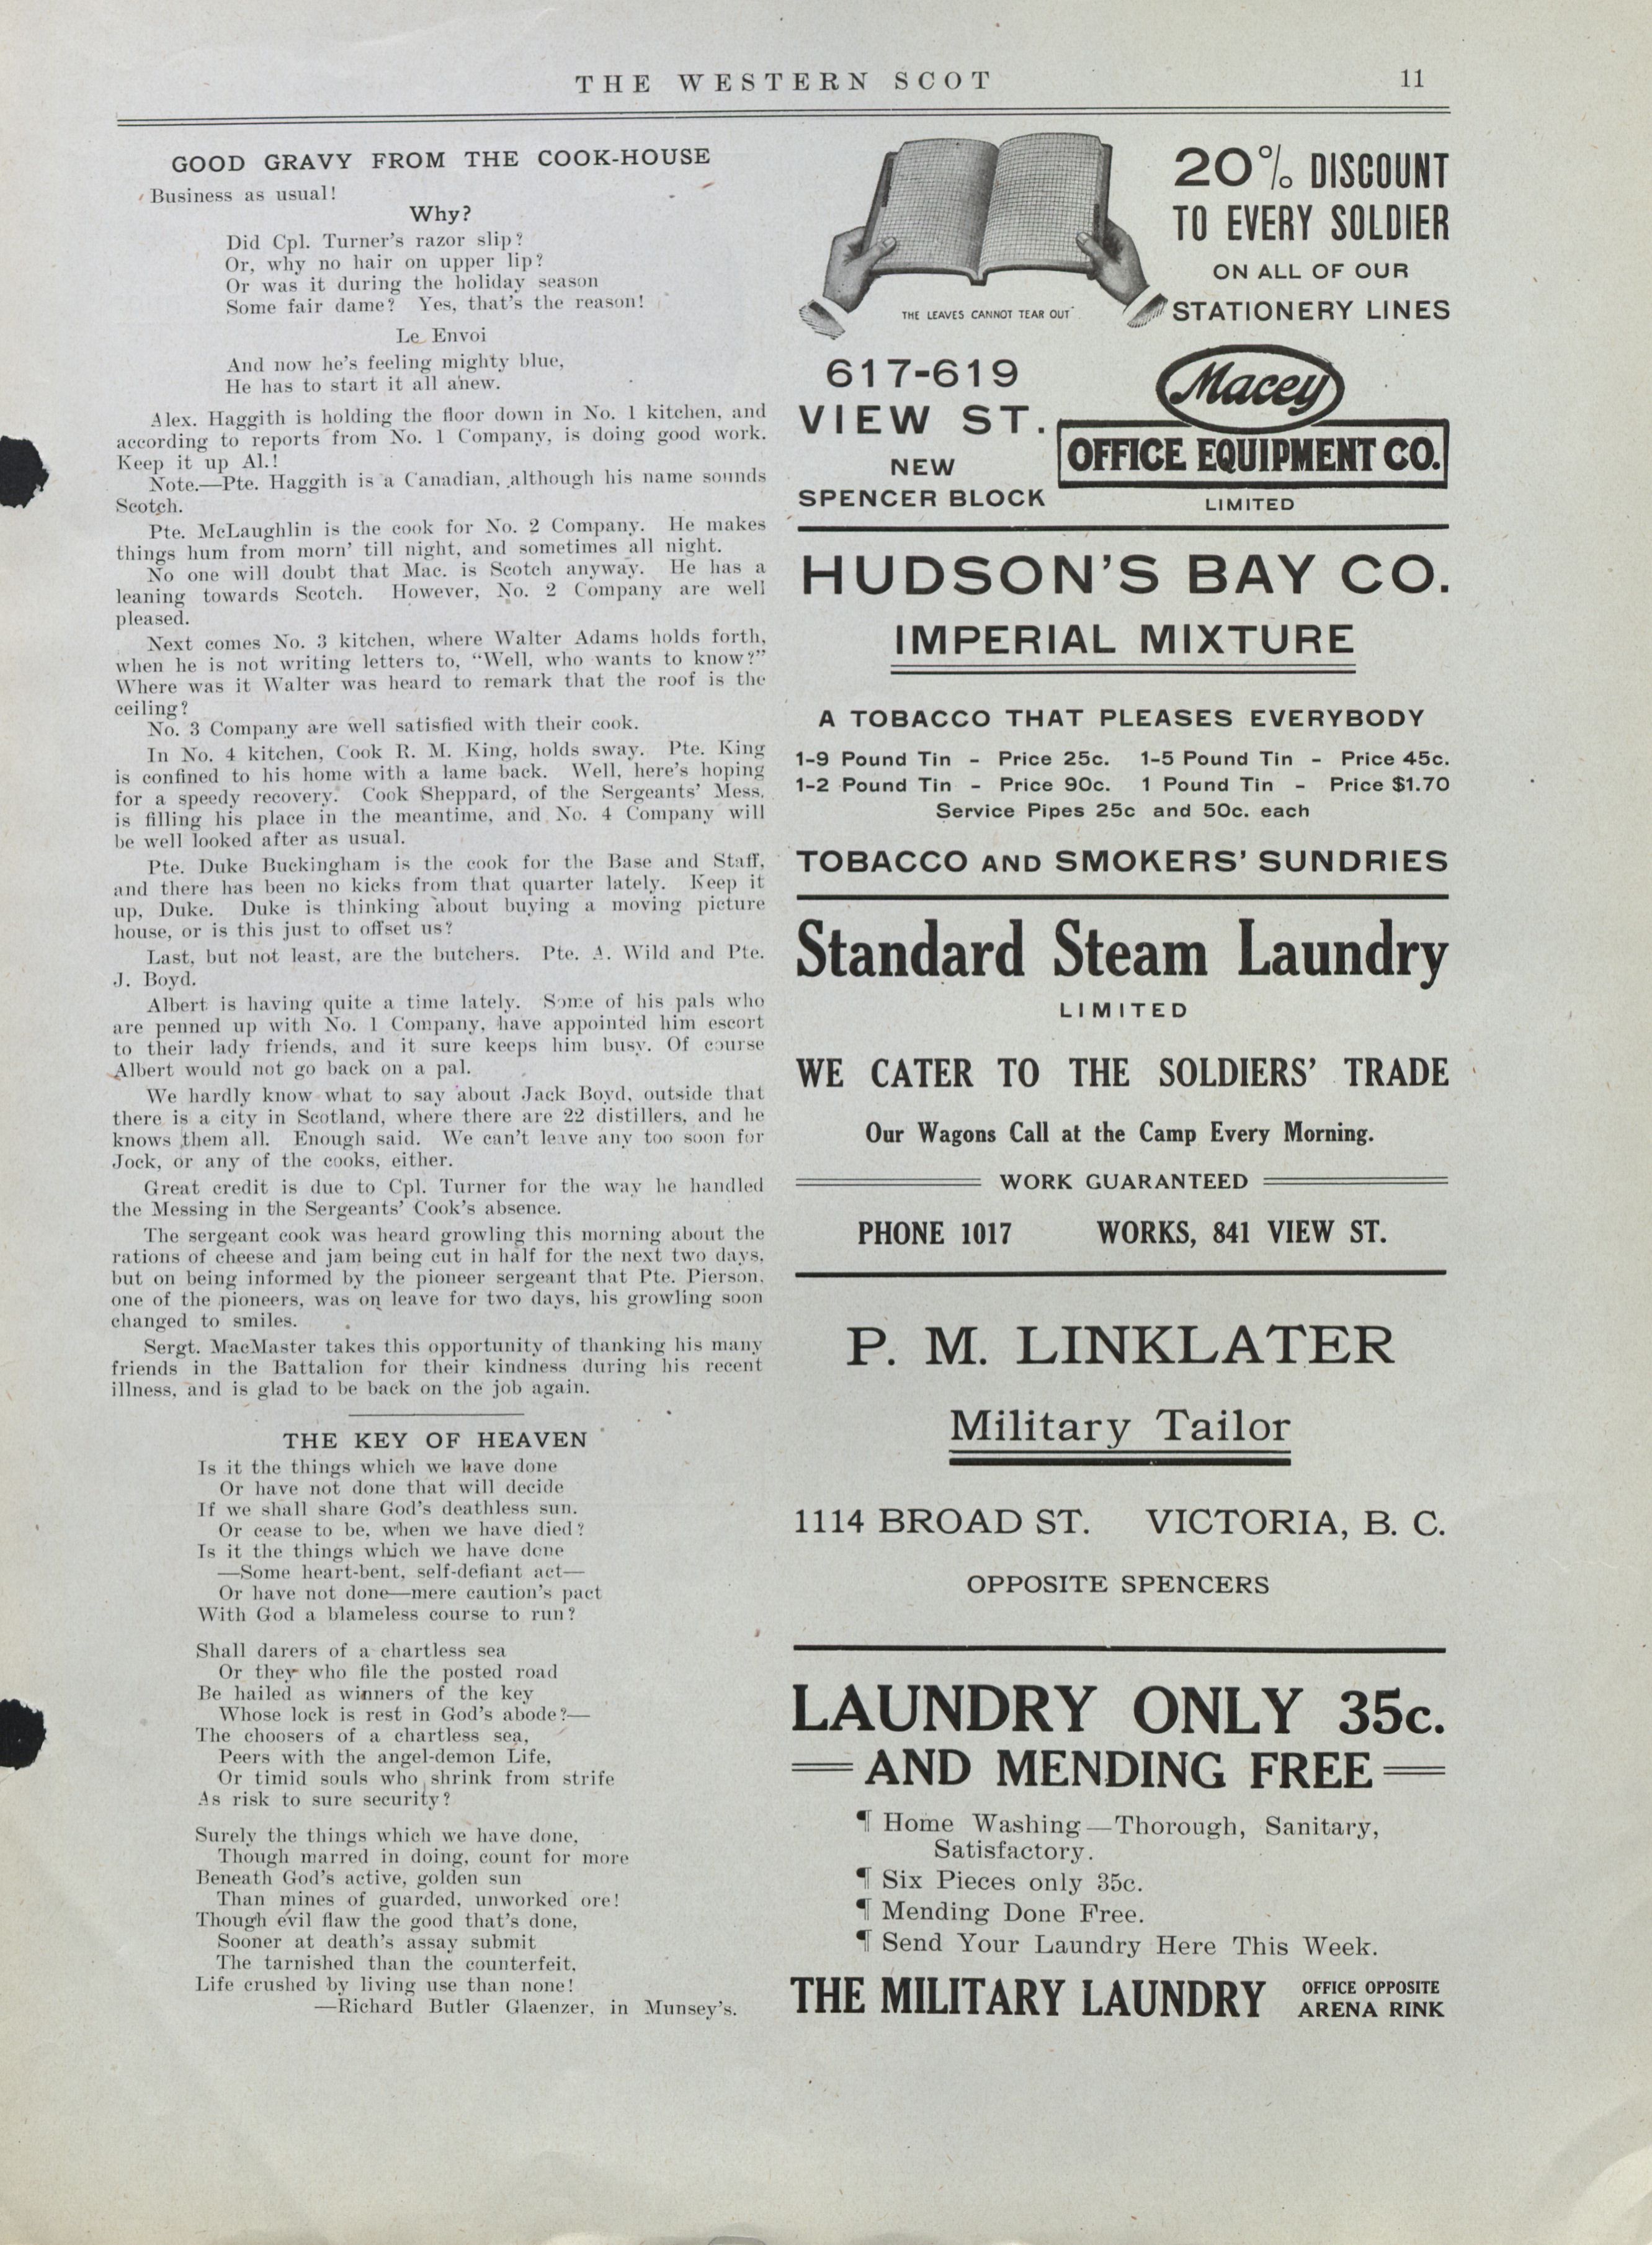 THE WESTERN SCOT
11
GOOD GRAVY FROM THE COOK-HOUSE
Business as usual!
Why?
Did Cpl. Turner's razor slip?
Or, why no hair on upper lip?
Or was it during the holiday season
Some fair dame? Yes, that's the reason!
Le Envoi
And now he's feeling mighty blue,
He has to start it all anew.
Alex. Haggith is holding the floor down in No. 1 kitchen, and
according to reports from No. 1 Company, is doing good work.
Keep it up Al.!
Note.—Pte. Haggith is a Canadian, although his name sounds
Scotch.
Pte. McLaughlin is the cook for No. 2 Company. He makes
things hum from morn' till night, and sometimes all night.
No one will doubt that Mac. is Scotch anyway. He has a
leaning towards Scotch. However, No. 2 Company are well
pleased.
Next comes No. 3 kitchen, where Walter Adams holds forth,
when he is not writing letters to, "Well, who wants to know?"
Where was it Walter was heard to remark that the roof is the
ceiling?
No. 3 Company are well satisfied with their cook.
In No. 4 kitchen, Cook R. M. King, holds sway. Pte. King
is confined to his home with a lame back. Well, here's hoping
for a speedy recovery. Cook Sheppard, of the Sergeants' Mess,
is filling his place in the meantime, and No. 4 Company will
be well looked after as usual.
Pte. Duke Buckingham is the cook for the Base and Staff,
and there has been no kicks from that quarter lately. Keep it
up, Duke. Duke is thinking about buying a moving picture
house, or is this just to offset us?
Last, but not least, are the butchers. Pte. A. Wild and Pte.
J. Boyd.
Albert is having quite a time lately. Some of his pals who
are penned up with No. 1 Company, have appointed him escort
to their lady friends, and it sure keeps him busy. Of course
Albert would not go back on a pal.
We hardly know what to say about Jack Boyd, outside that
there is a city in Scotland, where there are 22 distillers, and he
knows them all. Enough said. We can't leave any too soon for
Jock, or any of the cooks, either.
Great credit is due to Cpl. Turner for the way he handled
the Messing in the Sergeants' Cook's absence.
The sergeant cook was heard growling this morning about the
rations of cheese and jam being cut in half for the next two days,
but on being informed by the pioneer sergeant that Pte. Pierson,
one of the pioneers, was on leave for two days, his growling soon
changed to smiles.
Sergt. MacMaster takes this opportunity of thanking his many
friends in the Battalion for their kindness during his recent
illness, and is glad to be back on the job again.
THE KEY OF HEAVEN
Is it the things which we have done
Or have not done that will decide
If we shall share God's deathless sun.
Or cease to be, when we have died?
Is it the things which we have done
—Some heart-bent, self-defiant act—
Or have not done—mere caution's pact
With God a blameless course to run?
Shall darers of a chartless sea
Or they who file the posted road
Be hailed as winners of the key
Whose lock is rest in God's abode?—
The choosers of a chartless sea,
Peers with the angel-demon Life,
Or timid souls who shrink from strife
As risk to sure security?
Surely the things which we have done,
Though marred in doing, count for more
Beneath God's active, golden sun
Than mines of guarded, unworked ore!
Though evil flaw the good that's done,
Sooner at death's assay submit
The tarnished than the counterfeit,
Life crushed by living use than none!
—Richard Butler Glaenzer, in Munsey's.
20% DISCOUNT
TO EVERY SOLDIER
ON ALL OF OUR
STATIONERY LINES
THE LEAVES CANNOT TEAR OUT
617-619
VIEW ST.
NEW
SPENCER BLOCK
Macey
OFFICE EQUIPMENT CO.
LIMITED
HUDSON'S BAY CO.
IMPERIAL MIXTURE
A TOBACCO THAT PLEASES EVERYBODY
1-9 Pound Tin - Price 25c. 1-5 Pound Tin - Price 45c.
1-2 Pound Tin - Price 90c. 1 Pound Tin - Price $1.70
Service Pipes 25c and 50c. each
TOBACCO AND SMOKERS' SUNDRIES
Standard Steam Laundry
LIMITED
WE CATER TO THE SOLDIERS' TRADE
Our Wagons Call at the Camp Every Morning.
WORK GUARANTEED
PHONE 1017 WORKS, 841 VIEW ST.
P. M. LINKLATER
Military Tailor
1114 BROAD ST. VICTORIA, B. C.
OPPOSITE SPENCERS
LAUNDRY ONLY 35c.
AND MENDING FREE
¶ Home Washing—Thorough, Sanitary,
Satisfactory.
¶ Six Pieces only 35c.
¶ Mending Done Free.
¶ Send Your Laundry Here This Week.
THE MILITARY LAUNDRY OFFICE OPPOSITE
ARENA RINK